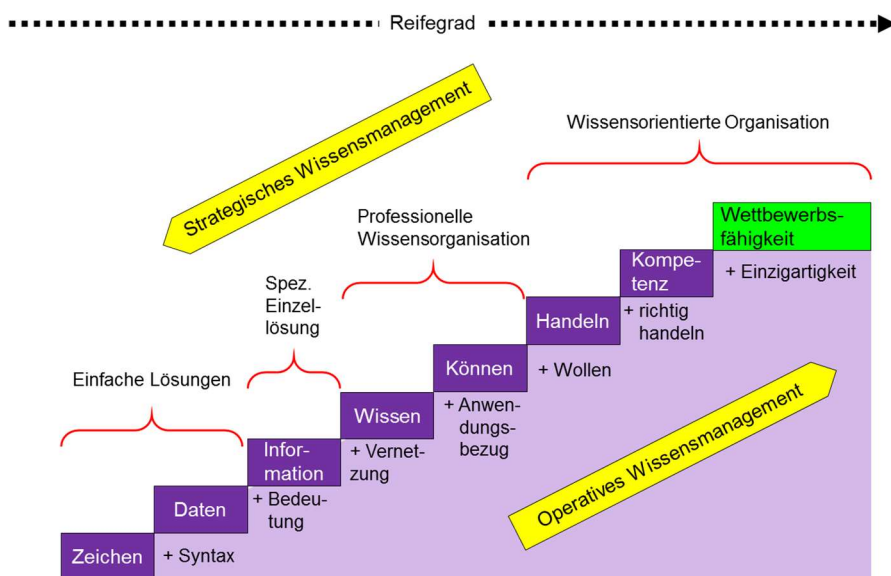 Reifegrad
Strategisches Wissensmanagement
Wissensorientierte Organisation
Professionelle
Wissensorganisation
Spez.
Einzel-
lösung
Einfache Lösungen
Wettbewerbs-
fähigkeit
+ Einzigartigkeit
Kompe-
tenz
+ richtig
handeln
Handeln
+ Wollen
Können
+ Anwen-
dungs-
bezug
Wissen
+ Vernet-
zung
Infor-
mation
+ Bedeu-
tung
Daten
+ Syntax
Zeichen
Operatives Wissensmanagement